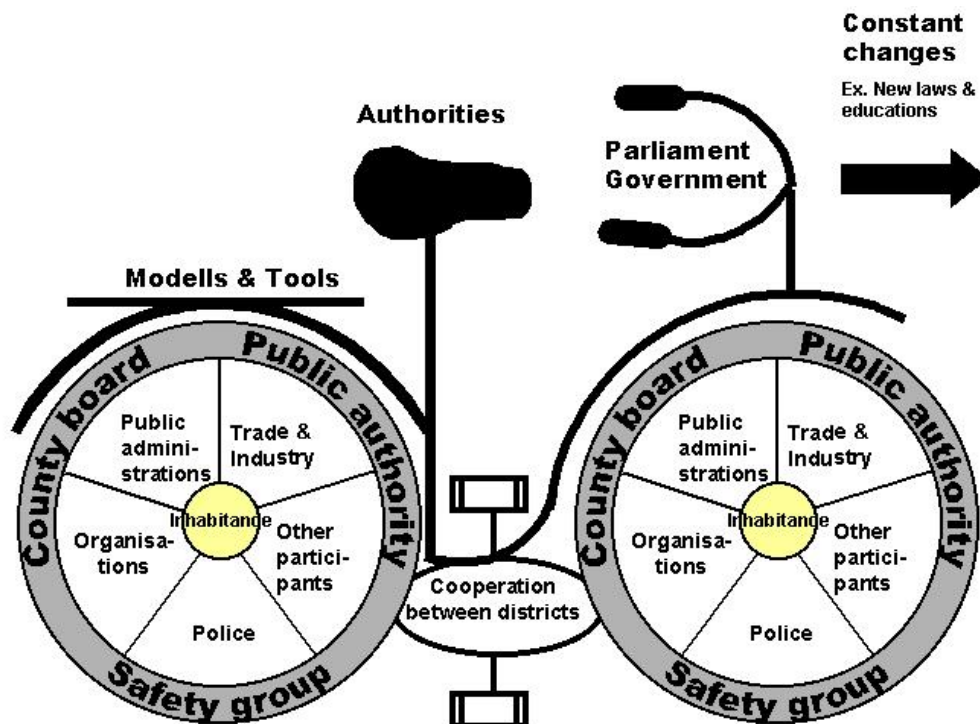 Constant
changes
Ex. New laws &
educations
Authorities
Parliament
Government
Modells & Tools
County board
Public authority
Public
admini-
strations
Trade &
Industry
Inhabitance
Organisa-
tions
Other
partici-
pants
Police
Safety group
Cooperation
between districts
County board
Public authority
Public
admini-
strations
Trade &
Industry
Inhabitance
Organisa-
tions
Other
partici-
pants
Police
Safety group